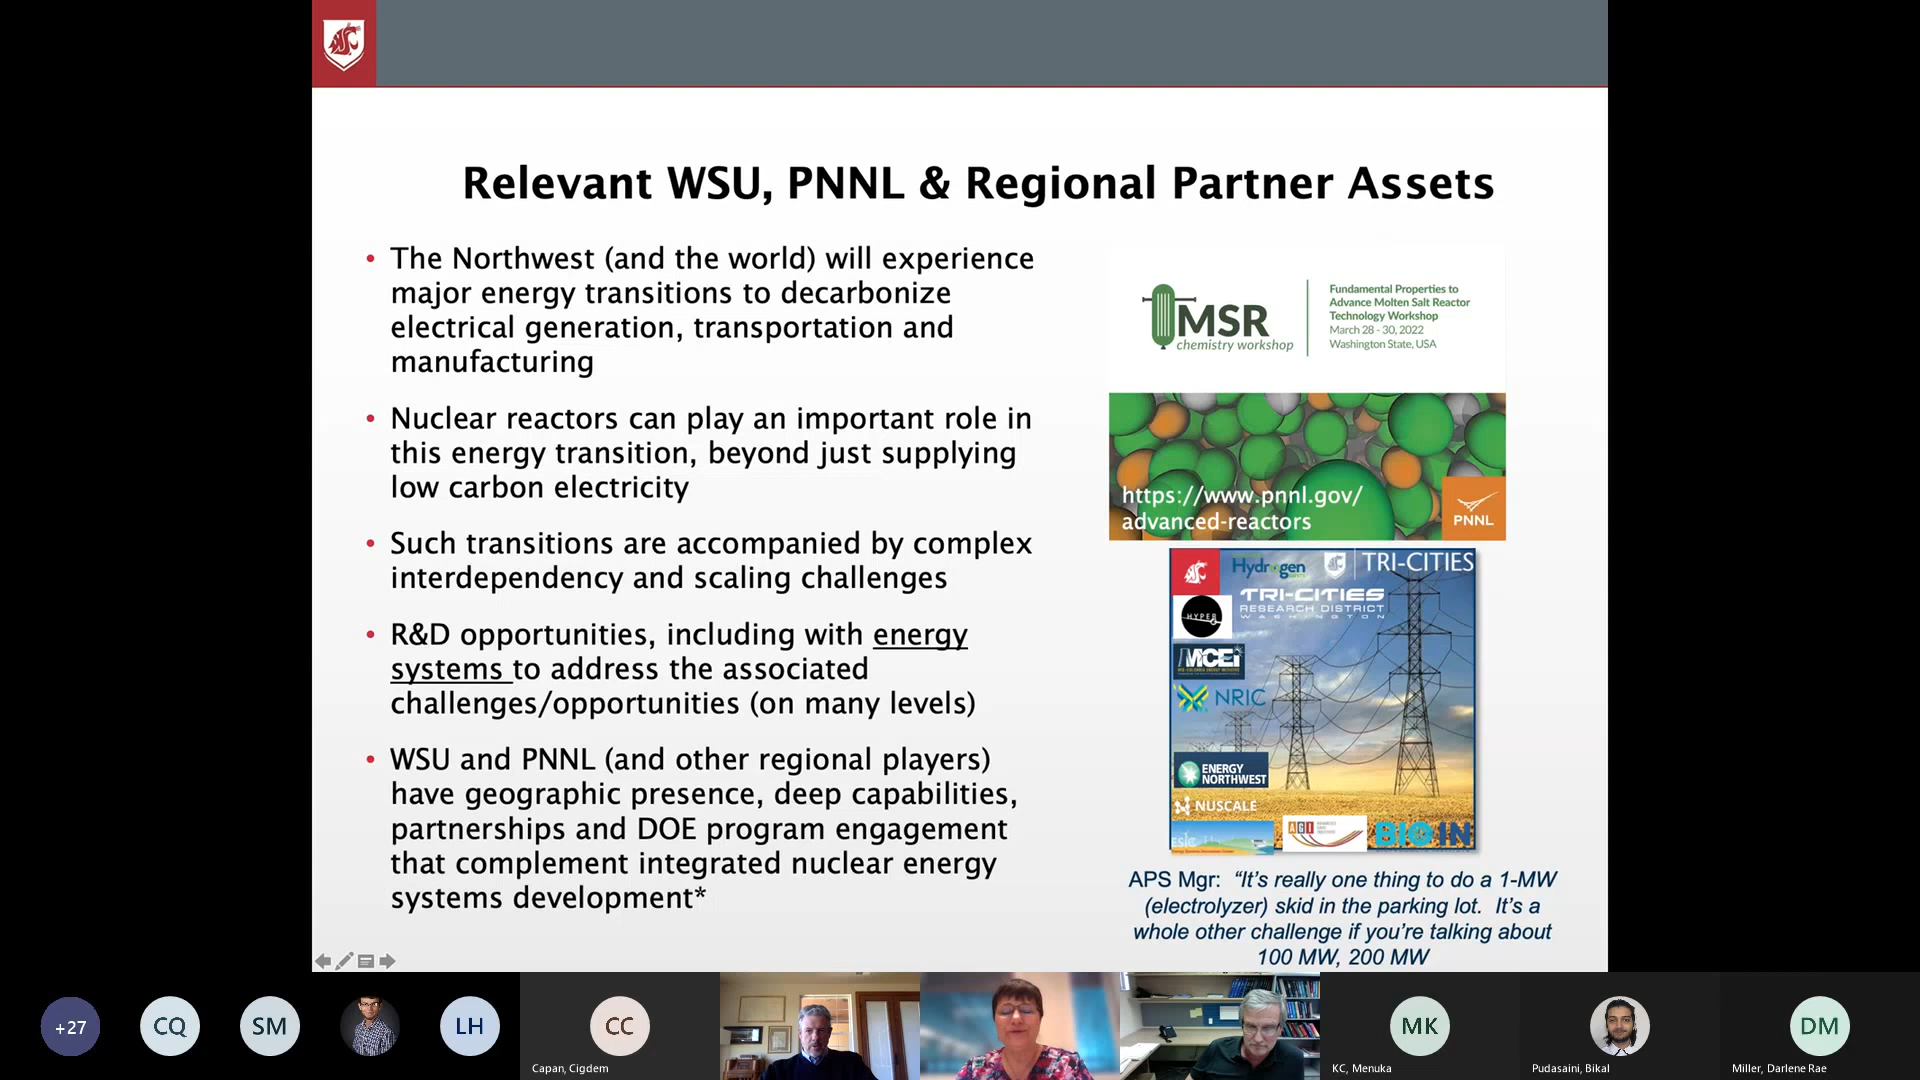 Relevant WSU, PNNL & Regional Partner Assets
• The Northwest (and the world) will experience
major energy transitions to decarbonize
electrical generation, transportation and
manufacturing
• Nuclear reactors can play an important role in
this energy transition, beyond just supplying
low carbon electricity
• Such transitions are accompanied by complex
interdependency and scaling challenges
• R&D opportunities, including with energy
systems to address the associated
challenges/opportunities (on many levels)
• WSU and PNNL (and other regional players)
have geographic presence, deep capabilities,
partnerships and DOE program engagement
that complement integrated nuclear energy
systems development*
MSR
chemistry workshop
Fundamental Properties to
Advance Molten Salt Reactor
Technology Workshop
March 28 - 30, 2022
Washington State, USA
https://www.pnnl.gov/
advanced-reactors
PNNL
Hydrogen
TRI-CITIES
TRI-CITIES
RESEARCH DISTRICT
WASHINGTON
HYPER
MCEI
NRIC
ENERGY
NORTHWEST
NUSCALE
ESIC
AGI
BIOIN
APS Mgr: “It’s really one thing to do a 1-MW
(electrolyzer) skid in the parking lot. It’s a
whole other challenge if you’re talking about
100 MW, 200 MW
+27
CQ
SM
LH
CC
Capan, Cigdem
MK
KC, Menuka
Pudasaini, Bikal
DM
Miller, Darlene Rae